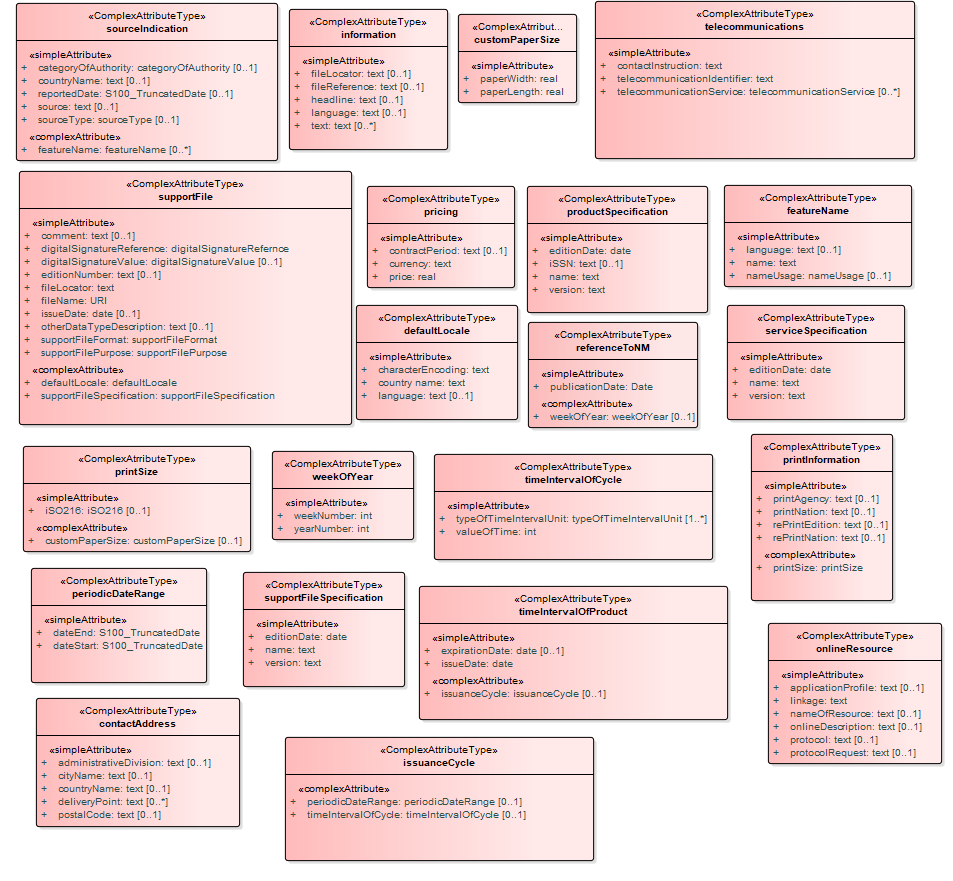 «ComplexAttributeType»
sourceIndication
«simpleAttribute»
+ categoryOfAuthority: categoryOfAuthority [0..1]
+ countryName: text [0..1]
+ reportedDate: S100_TruncatedDate [0..1]
+ source: text [0..1]
+ sourceType: sourceType [0..1]
«complexAttribute»
+ featureName: featureName [0..*]
«ComplexAttributeType»
information
«simpleAttribute»
+ fileLocator: text [0..1]
+ fileReference: text [0..1]
+ headline: text [0..1]
+ language: text [0..1]
+ text: text [0..*]
«ComplexAttribut...
customPaperSize
«simpleAttribute»
+ paperWidth: real
+ paperLength: real
«ComplexAttributeType»
telecommunications
«simpleAttribute»
+ contactInstruction: text
+ telecommunicationIdentifier: text
+ telecommunicationService: telecommunicationService [0..*]
«ComplexAttributeType»
supportFile
«simpleAttribute»
+ comment: text [0..1]
+ digitalSignatureReference: digitalSignatureRefernce
+ digitalSignatureValue: digitalSignatureValue [0..1]
+ editionNumber: text [0..1]
+ fileLocator: text
+ fileName: URI
+ issueDate: date [0..1]
+ otherDataTypeDescription: text [0..1]
+ supportFileFormat: supportFileFormat
+ supportFilePurpose: supportFilePurpose
«complexAttribute»
+ defaultLocale: defaultLocale
+ supportFileSpecification: supportFileSpecification
«ComplexAttributeType»
pricing
«simpleAttribute»
+ contractPeriod: text [0..1]
+ currency: text
+ price: real
«ComplexAttributeType»
productSpecification
«simpleAttribute»
+ editionDate: date
+ iSSN: text [0..1]
+ name: text
+ version: text
«ComplexAttributeType»
featureName
«simpleAttribute»
+ language: text [0..1]
+ name: text
+ nameUsage: nameUsage [0..1]
«ComplexAttributeType»
defaultLocale
«simpleAttribute»
+ characterEncoding: text
+ country name: text
+ language: text [0..1]
«ComplexAttributeType»
referenceToNM
«simpleAttribute»
+ publicationDate: Date
«complexAttribute»
+ weekOfYear: weekOfYear [0..1]
«ComplexAttributeType»
serviceSpecification
«simpleAttribute»
+ editionDate: date
+ name: text
+ version: text
«ComplexAttributeType»
printSize
«simpleAttribute»
+ iSO216: iSO216 [0..1]
«complexAttribute»
+ customPaperSize: customPaperSize [0..1]
«ComplexAttributeType»
weekOfYear
«simpleAttribute»
+ weekNumber: int
+ yearNumber: int
«ComplexAttributeType»
timeIntervalOfCycle
«simpleAttribute»
+ typeOfTimeIntervalUnit: typeOfTimeIntervalUnit [1..*]
+ valueOfTime: int
«ComplexAttributeType»
printInformation
«simpleAttribute»
+ printAgency: text [0..1]
+ printNation: text [0..1]
+ rePrintEdition: text [0..1]
+ rePrintNation: text [0..1]
«complexAttribute»
+ printSize: printSize
«ComplexAttributeType»
periodicDateRange
«simpleAttribute»
+ dateEnd: S100_TruncatedDate
+ dateStart: S100_TruncatedDate
«ComplexAttributeType»
supportFileSpecification
«simpleAttribute»
+ editionDate: date
+ name: text
+ version: text
«ComplexAttributeType»
timeIntervalOfProduct
«simpleAttribute»
+ expirationDate: date [0..1]
+ issueDate: date
«complexAttribute»
+ issuanceCycle: issuanceCycle [0..1]
«ComplexAttributeType»
onlineResource
«simpleAttribute»
+ applicationProfile: text [0..1]
+ linkage: text
+ nameOfResource: text [0..1]
+ onlineDescription: text [0..1]
+ protocol: text [0..1]
+ protocolRequest: text [0..1]
«ComplexAttributeType»
contactAddress
«simpleAttribute»
+ administrativeDivision: text [0..1]
+ cityName: text [0..1]
+ countryName: text [0..1]
+ deliveryPoint: text [0..*]
+ postalCode: text [0..1]
«ComplexAttributeType»
issuanceCycle
«complexAttribute»
+ periodicDateRange: periodicDateRange [0..1]
+ timeIntervalOfCycle: timeIntervalOfCycle [0..1]